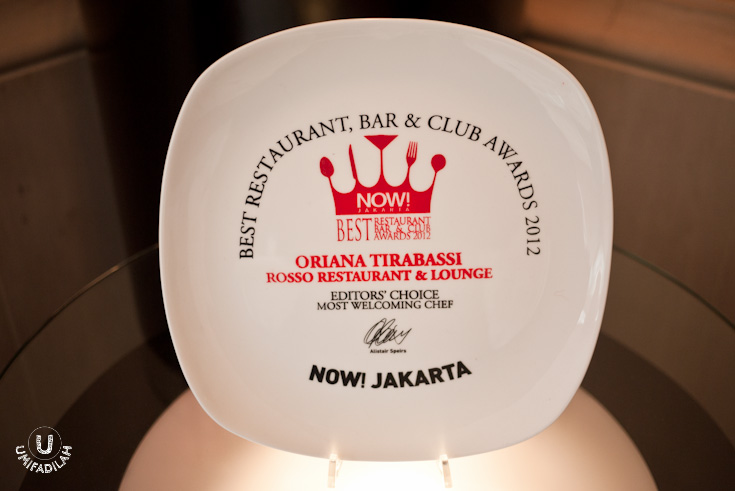 BEST RESTAURANT, BAR & CLUB AWARDS 2012
NOW!
JAKARTA
BEST RESTAURANT
BAR & CLUB
AWARDS 2012
ORIANA TIRABASSI
ROSSO RESTAURANT & LOUNGE
EDITORS' CHOICE
MOST WELCOMING CHEF
Alistair Speirs
NOW! JAKARTA
U
UMIFADILAH